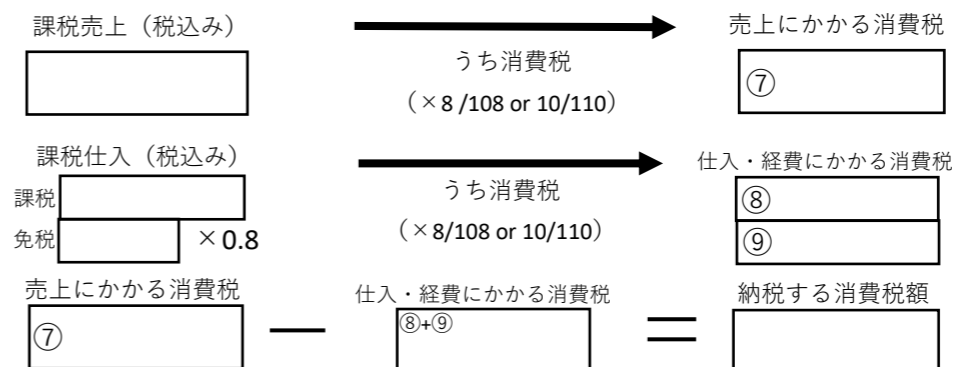 課税売上（税込み）
売上にかかる消費税
うち消費税
（×8 /108 or 10/110）
⑦
課税仕入（税込み）
仕入・経費にかかる消費税
課税
うち消費税
⑧
免税
×0.8
（×8/108 or 10/110）
⑨
売上にかかる消費税
仕入・経費にかかる消費税
納税する消費税額
⑦
⑧+⑨